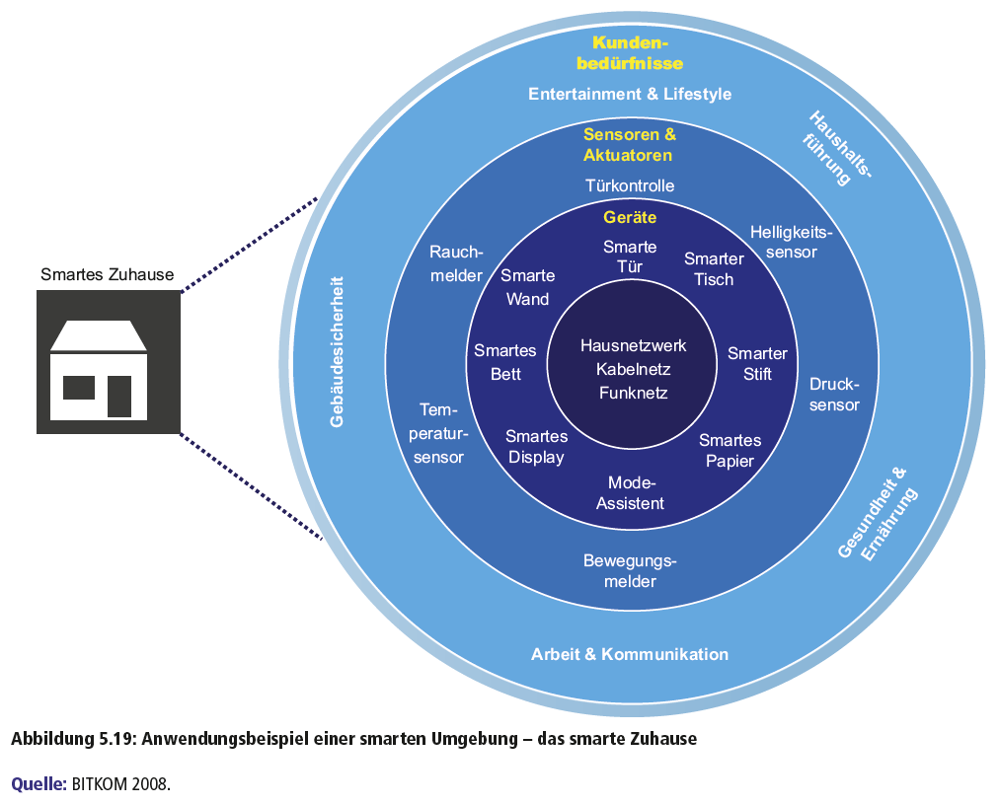 Kunden-
bedürfnisse
Entertainment & Lifestyle
Haushalts-
führung
Sensoren &
Aktuatoren
Türkontrolle
Geräte
Helligkeits-
sensor
Rauch-
melder
Smarte
Tür
Smarter
Tisch
Smarte
Wand
Smartes Zuhause
Gebäudesicherheit
Hausnetzwerk
Kabelnetz
Funknetz
Smartes
Bett
Smarter
Stift
Druck-
sensor
Tem-
peratur-
sensor
Smartes
Display
Smartes
Papier
Mode-
Assistent
Gesundheit &
Ernährung
Bewegungs-
melder
Arbeit & Kommunikation
Abbildung 5.19: Anwendungsbeispiel einer smarten Umgebung – das smarte Zuhause
Quelle: BITKOM 2008.